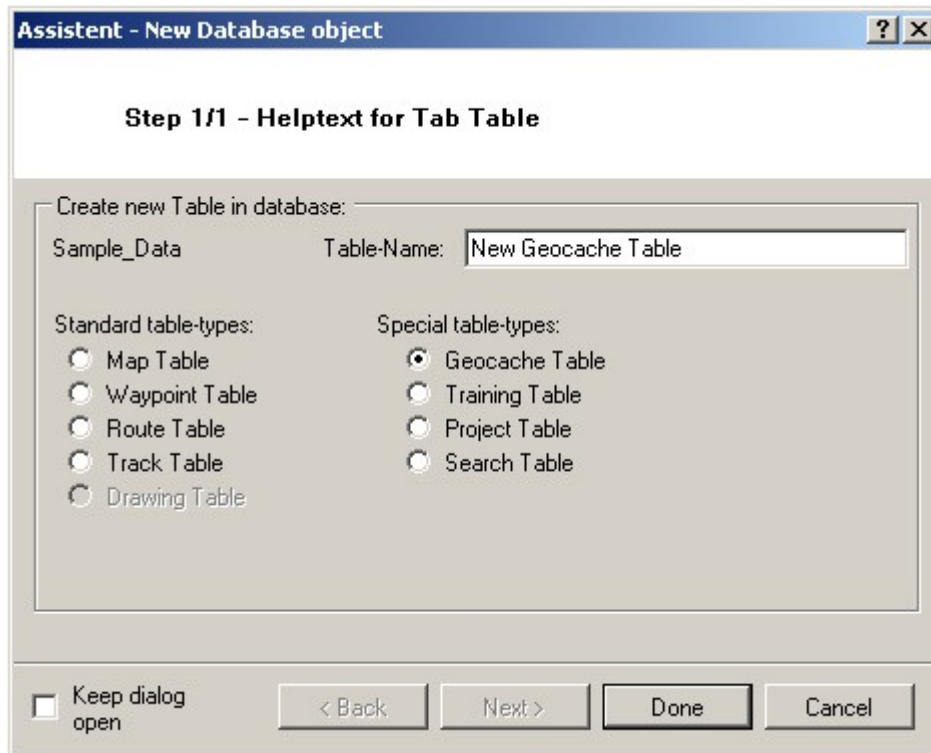 Assistent - New Database object
Step 1/1 - Helptext for Tab Table
Create new Table in database:
Sample_Data Table-Name: New Geocache Table
Standard table-types: Special table-types:
Map Table Geocache Table
Waypoint Table Training Table
Route Table Project Table
Track Table Search Table
Drawing Table
Keep dialog
open
< Back Next > Done Cancel